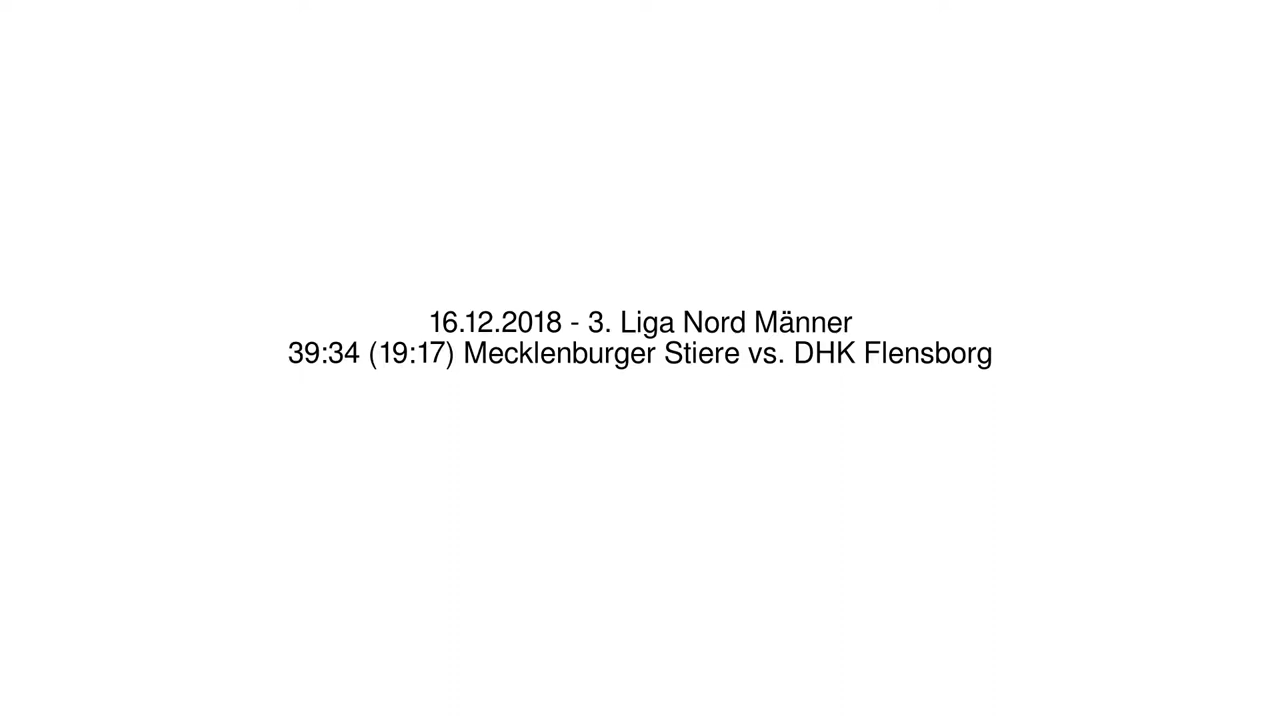 16.12.2018 - 3. Liga Nord Männer
39:34 (19:17) Mecklenburger Stiere vs. DHK Flensborg